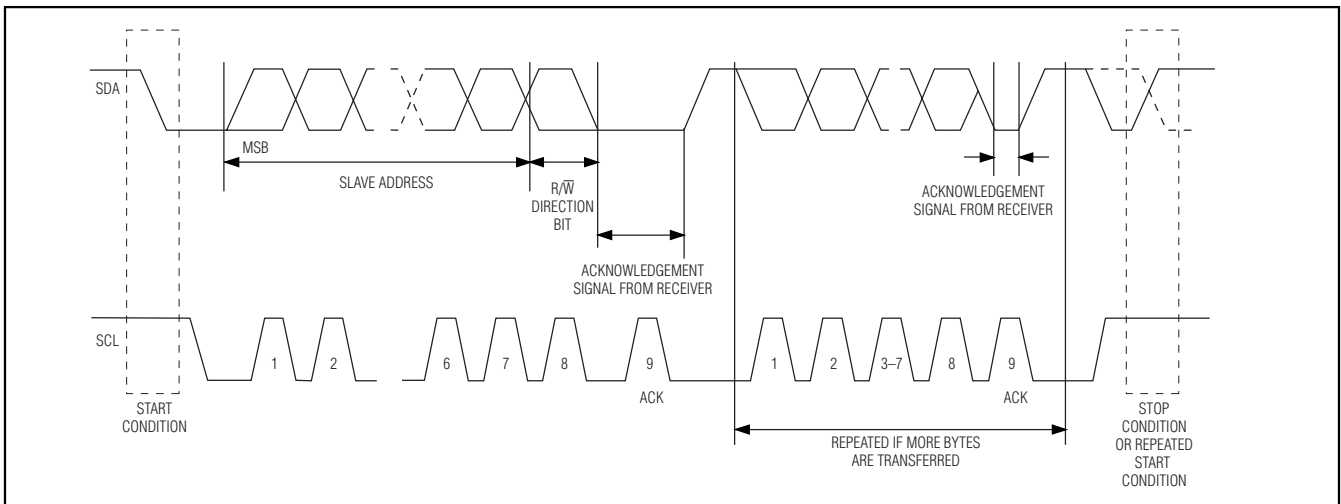 SDA
MSB
SLAVE ADDRESS
R/W̅
DIRECTION
BIT
ACKNOWLEDGEMENT
SIGNAL FROM RECEIVER
ACKNOWLEDGEMENT
SIGNAL FROM RECEIVER
SCL
1
2
6
7
8
9
1
2
3–7
8
9
ACK
ACK
START
CONDITION
REPEATED IF MORE BYTES
ARE TRANSFERRED
STOP
CONDITION
OR REPEATED
START
CONDITION